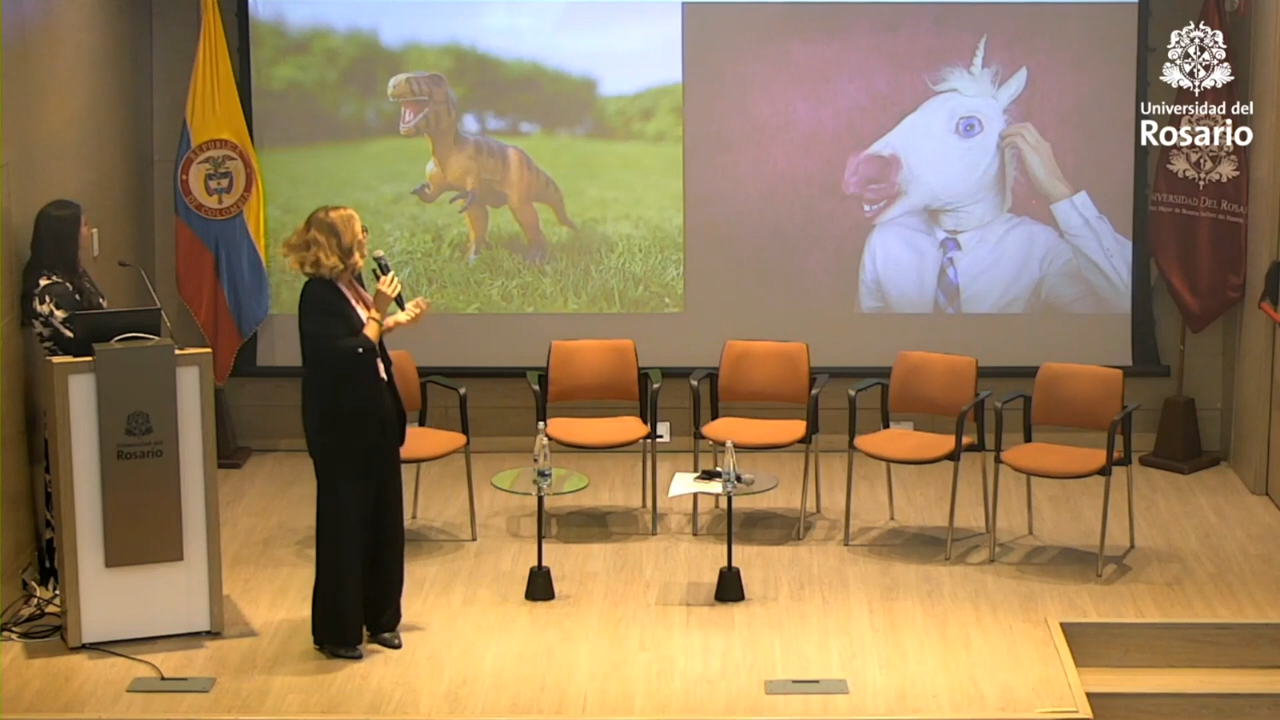 Universidad del
Rosario
REPUBLICA
DE COLOMBIA
Universidad del
Rosario